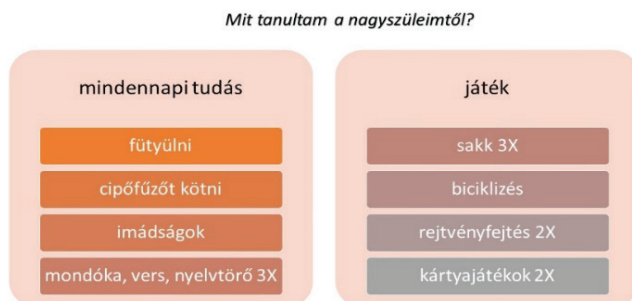 Mit tanultam a nagyszüleimtől?
mindennapi tudás
fütyülni
cipőfűzőt kötni
imádságok
mondóka, vers, nyelvtörő 3X
játék
sakk 3X
biciklizés
rejtvényfejtés 2X
kártyajátékok 2X